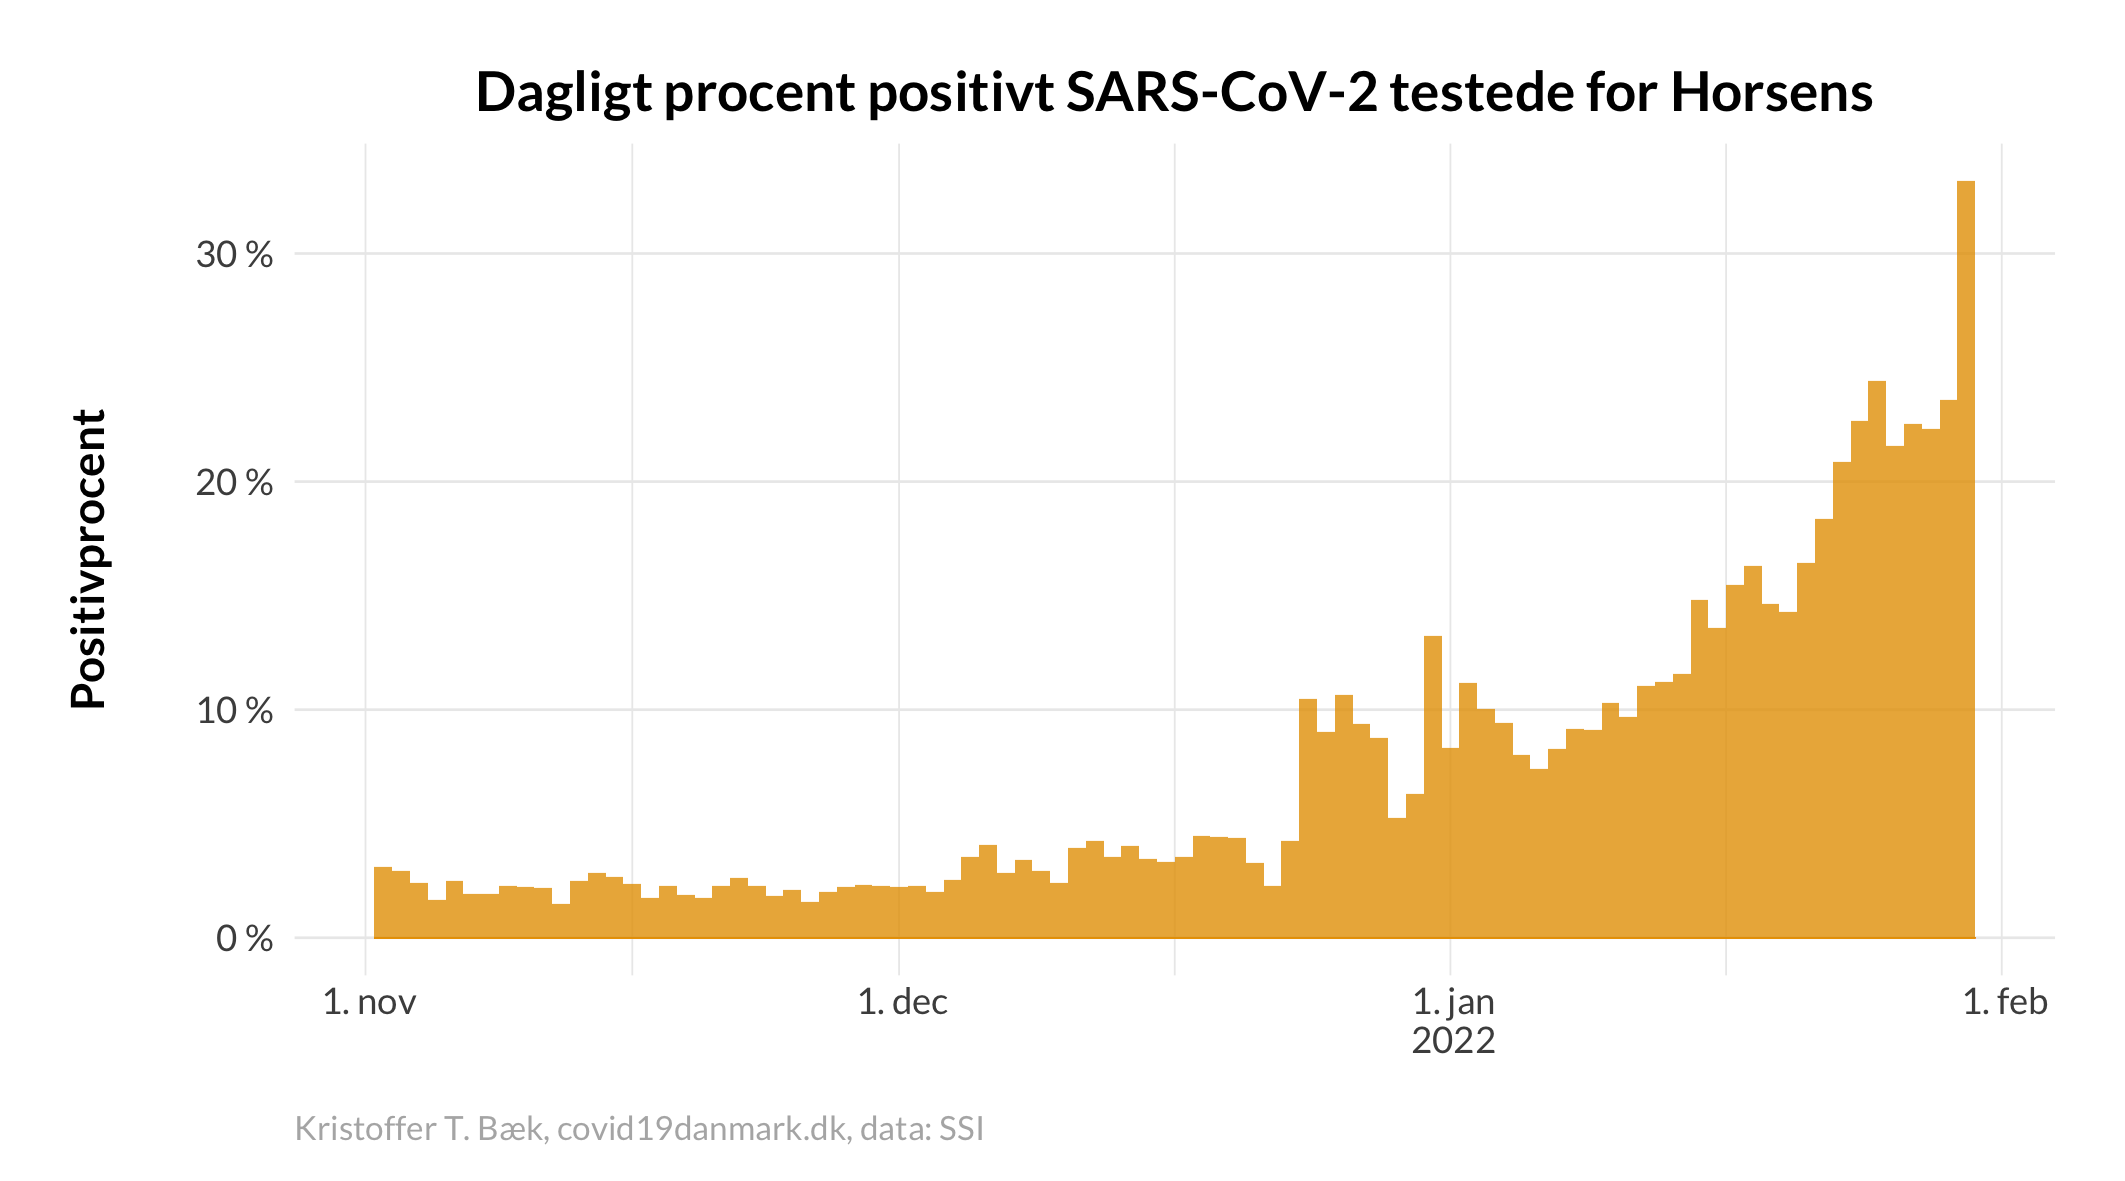 Dagligt procent positivt SARS-CoV-2 testede for Horsens
Positivprocent
30 %
20 %
10 %
0 %
1. nov
1. dec
1. jan
2022
1. feb
Kristoffer T. Bæk, covid19danmark.dk, data: SSI